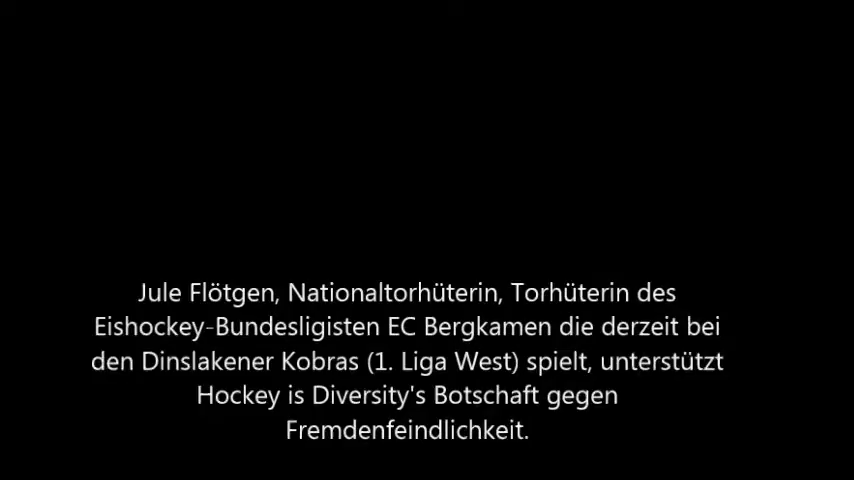 Jule Flötgen, Nationaltorhüterin, Torhüterin des
Eishockey-Bundesligisten EC Bergkamen die derzeit bei
den Dinslakener Kobras (1. Liga West) spielt, unterstützt
Hockey is Diversity's Botschaft gegen
Fremdenfeindlichkeit.